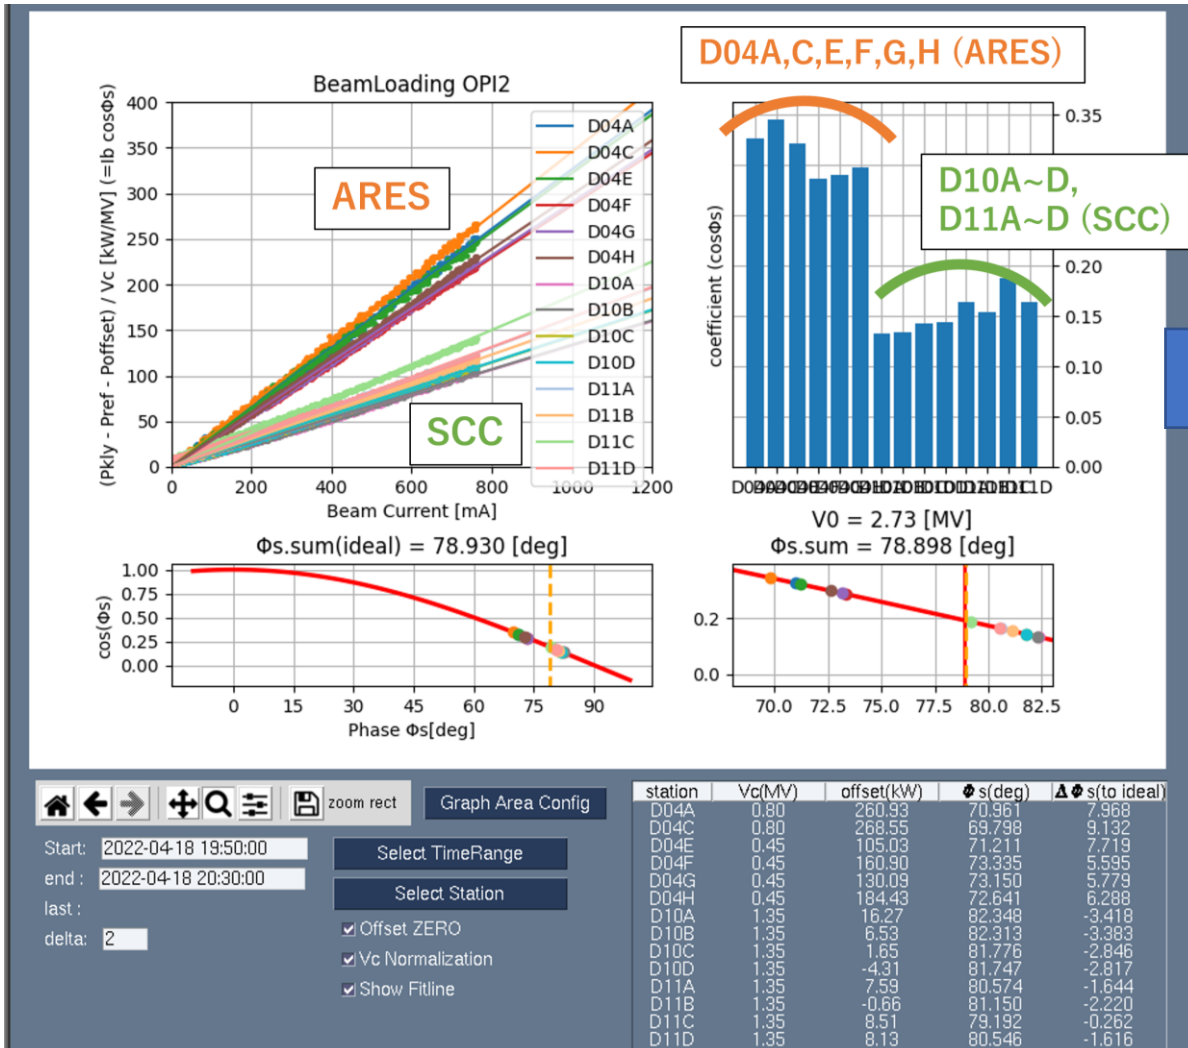 D04A,C,E,F,G,H (ARES)
BeamLoading OPI2
(Pkly - Pref - Poffset) / Vc [kW/MV] (=Ib cosΦs)
400
350
300
250
200
150
100
50
0
0 200 400 600 800 1000 1200
Beam Current [mA]
ARES
SCC
D04A
D04C
D04E
D04F
D04G
D04H
D10A
D10B
D10C
D10D
D11A
D11B
D11C
D11D
D10A~D,
D11A~D (SCC)
coefficient (cosΦs)
0.35
0.20
0.15
0.10
0.05
0.00
V0 = 2.73 [MV]
Φs.sum(ideal) = 78.930 [deg]
Φs.sum = 78.898 [deg]
cos(Φs)
1.00
0.75
0.50
0.25
0.00
0 15 30 45 60 75 90
Phase Φs[deg]
0.2
0.0
70.0 72.5 75.0 77.5 80.0 82.5
zoom rect
Graph Area Config
Start: 2022-04-18 19:50:00
end : 2022-04-18 20:30:00
last :
delta: 2
Select TimeRange
Select Station
Offset ZERO
Vc Normalization
Show Fitline
station Vc(MV) offset(kW) Φ s(deg) Δ Φ s(to ideal)
D04A 0.80 260.93 70.961 7.968
D04C 0.80 268.55 69.798 9.132
D04E 0.45 105.03 71.211 7.719
D04F 0.45 160.90 73.335 5.595
D04G 0.45 130.09 73.150 5.779
D04H 0.45 184.43 72.641 6.288
D10A 1.35 16.27 82.348 -3.418
D10B 1.35 6.53 82.313 -3.383
D10C 1.35 1.65 81.776 -2.846
D10D 1.35 -4.31 81.747 -2.817
D11A 1.35 7.59 80.574 -1.644
D11B 1.35 -0.66 81.150 -2.220
D11C 1.35 8.51 79.192 -0.262
D11D 1.35 8.13 80.546 -1.616